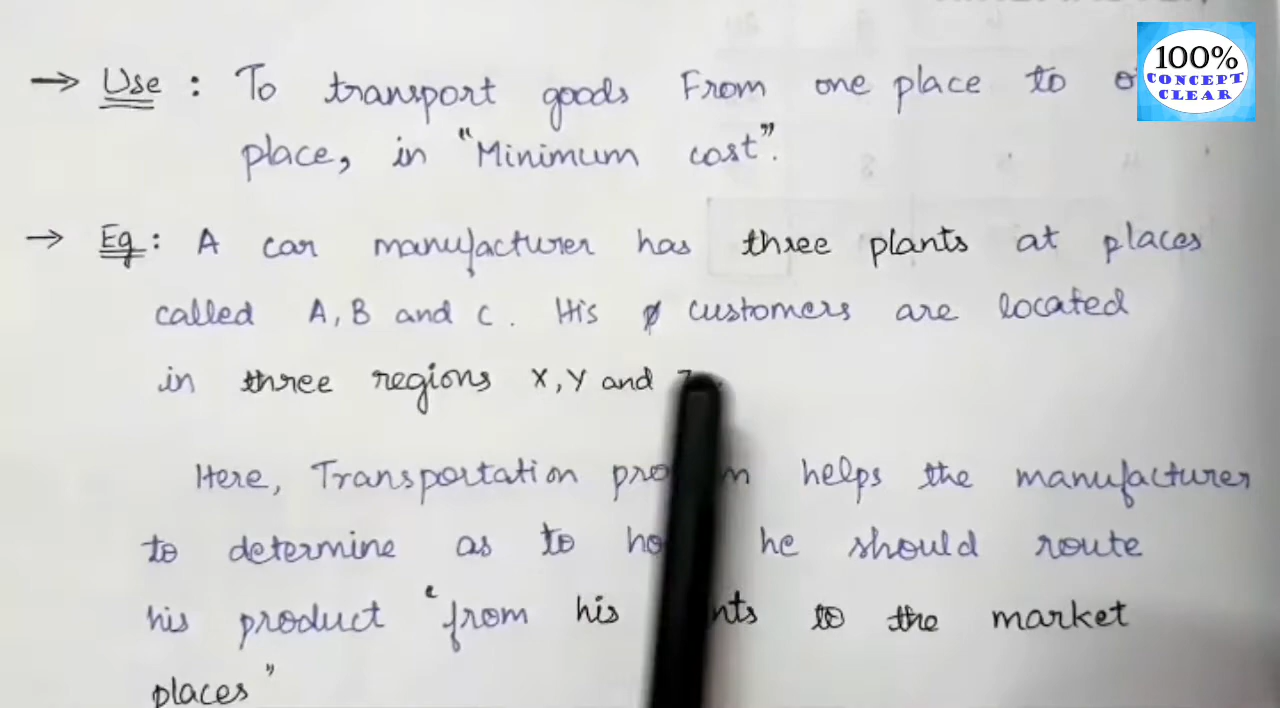 100%
CONCEPT
CLEAR
→ Use : To transport goods From one place to
place, in "Minimum cost".
→ Eg : A car manufacturer has three plants at places
called A, B and C. His customers are located
in three regions X, Y and
Here, Transportation helps the manufacturer
to determine as to he should route
his product "from his to the market
places"